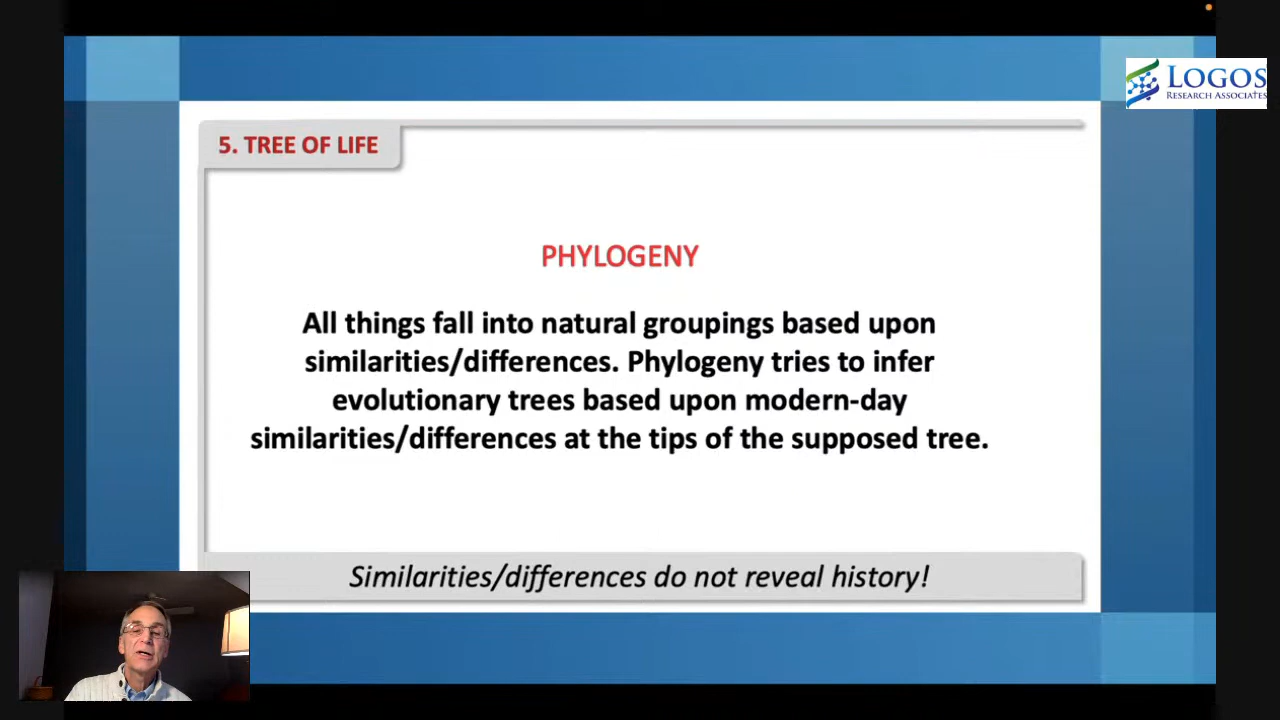 LOGOS
RESEARCH ASSOCIATES
5. TREE OF LIFE
PHYLOGENY
All things fall into natural groupings based upon
similarities/differences. Phylogeny tries to infer
evolutionary trees based upon modern-day
similarities/differences at the tips of the supposed tree.
Similarities/differences do not reveal history!